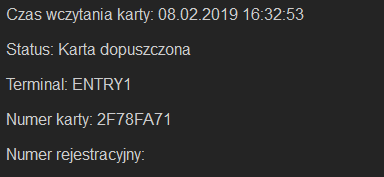 Czas wczytania karty: 08.02.2019 16:32:53
Status: Karta dopuszczona
Terminal: ENTRY1
Numer karty: 2F78FA71
Numer rejestracyjny: